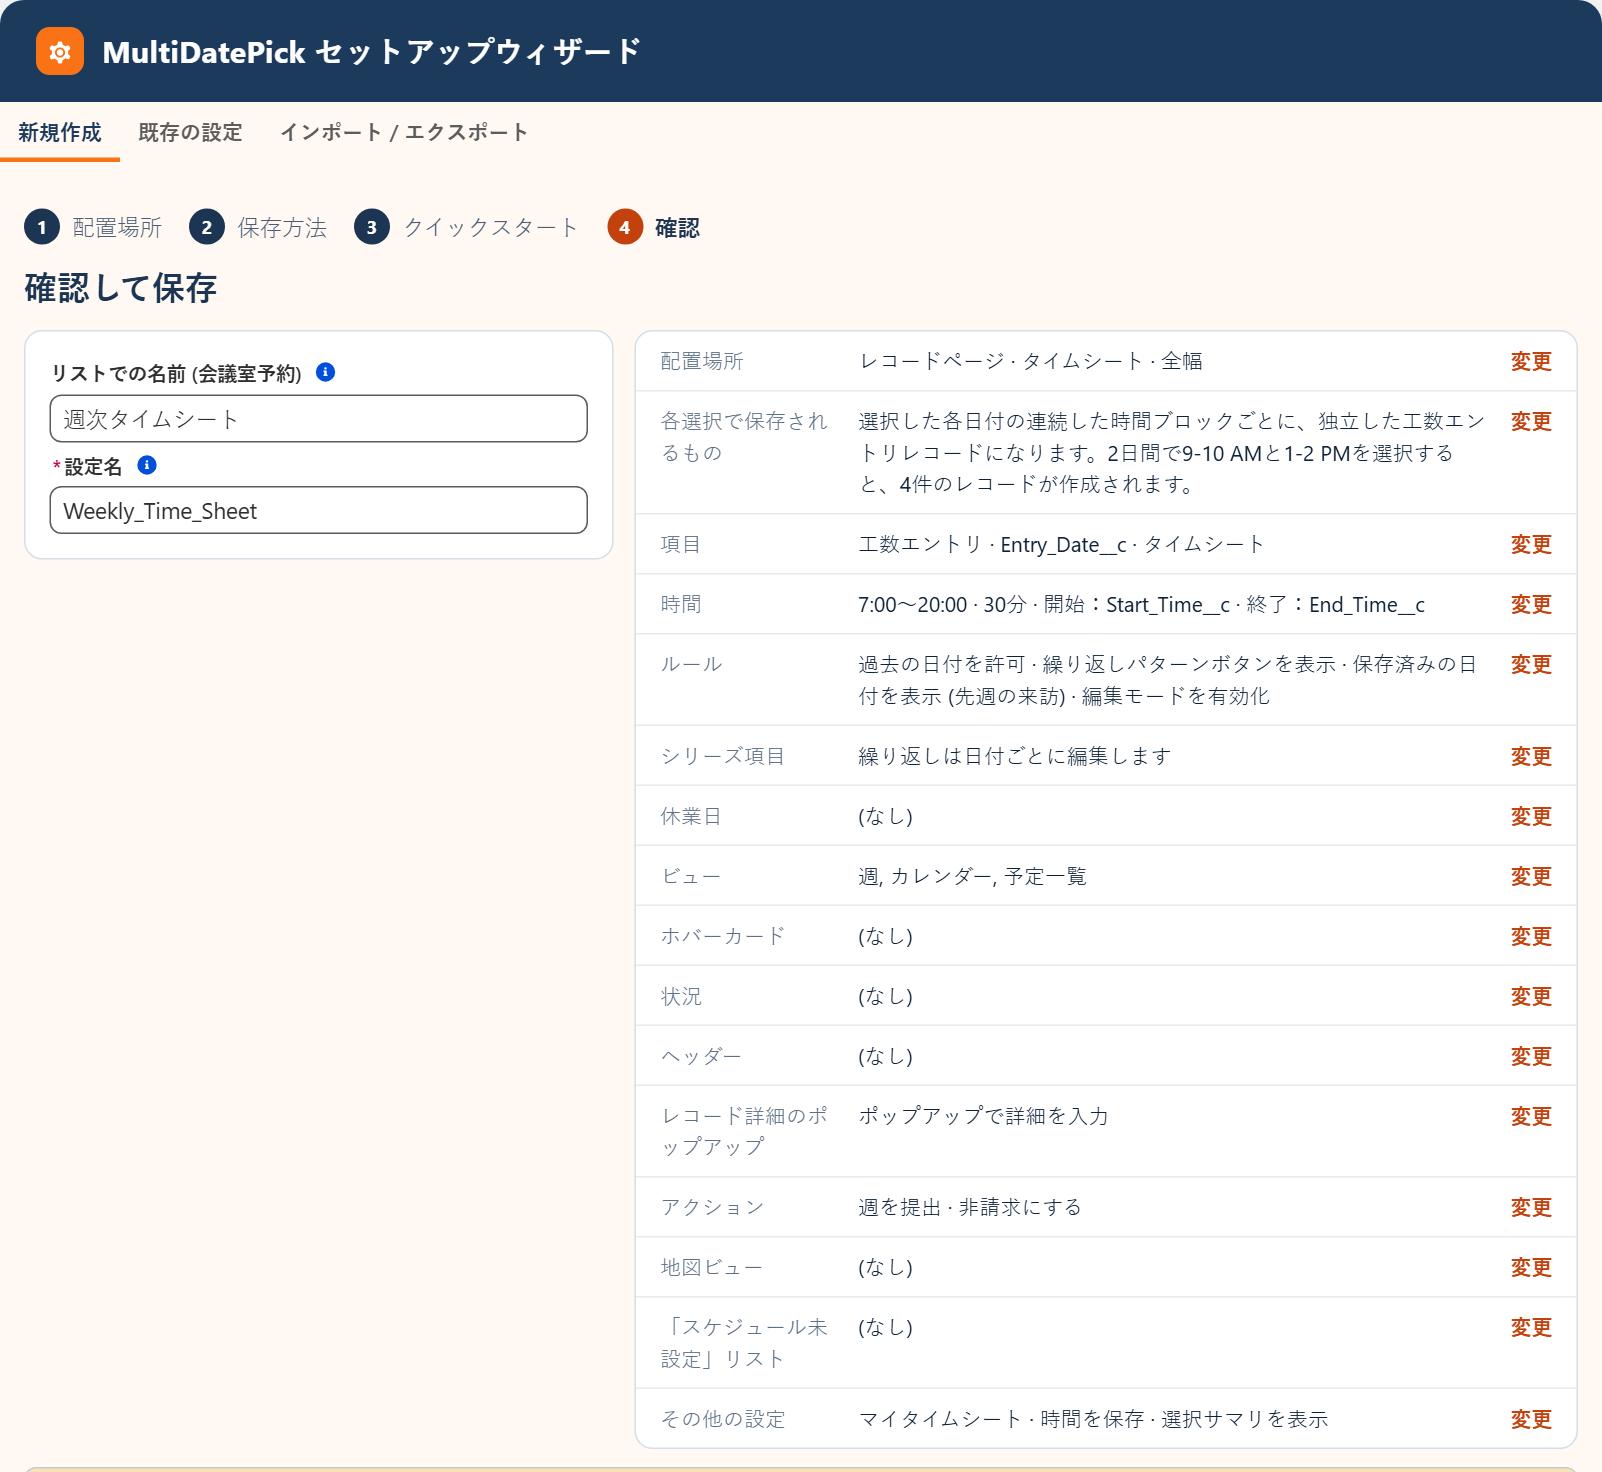 MultiDatePick セットアップウィザード
新規作成 既存の設定 インポート / エクスポート
1 配置場所 2 保存方法 3 クイックスタート 4 確認
確認して保存
リストでの名前 (会議室予約)
週次タイムシート
*設定名
Weekly_Time_Sheet
配置場所 レコードページ · タイムシート · 全幅 変更
各選択で保存され
るもの
選択した各日付の連続した時間ブロックごとに、独立した工数エン
トリレコードになります。2日間で9-10 AMと1-2 PMを選択する
と、4件のレコードが作成されます。
変更
項目 工数エントリ · Entry_Date__c · タイムシート 変更
時間 7:00～20:00 · 30分 · 開始：Start_Time__c · 終了：End_Time__c 変更
ルール
過去の日付を許可 · 繰り返しパターンボタンを表示 · 保存済みの日
付を表示 (先週の来訪) · 編集モードを有効化
変更
シリーズ項目 繰り返しは日付ごとに編集します 変更
休業日 (なし) 変更
ビュー 週, カレンダー, 予定一覧 変更
ホバーカード (なし) 変更
状況 (なし) 変更
ヘッダー (なし) 変更
レコード詳細のポ
ップアップ
ポップアップで詳細を入力 変更
アクション 週を提出 · 非請求にする 変更
地図ビュー (なし) 変更
「スケジュール未
設定」リスト
(なし) 変更
その他の設定 マイタイムシート · 時間を保存 · 選択サマリを表示 変更